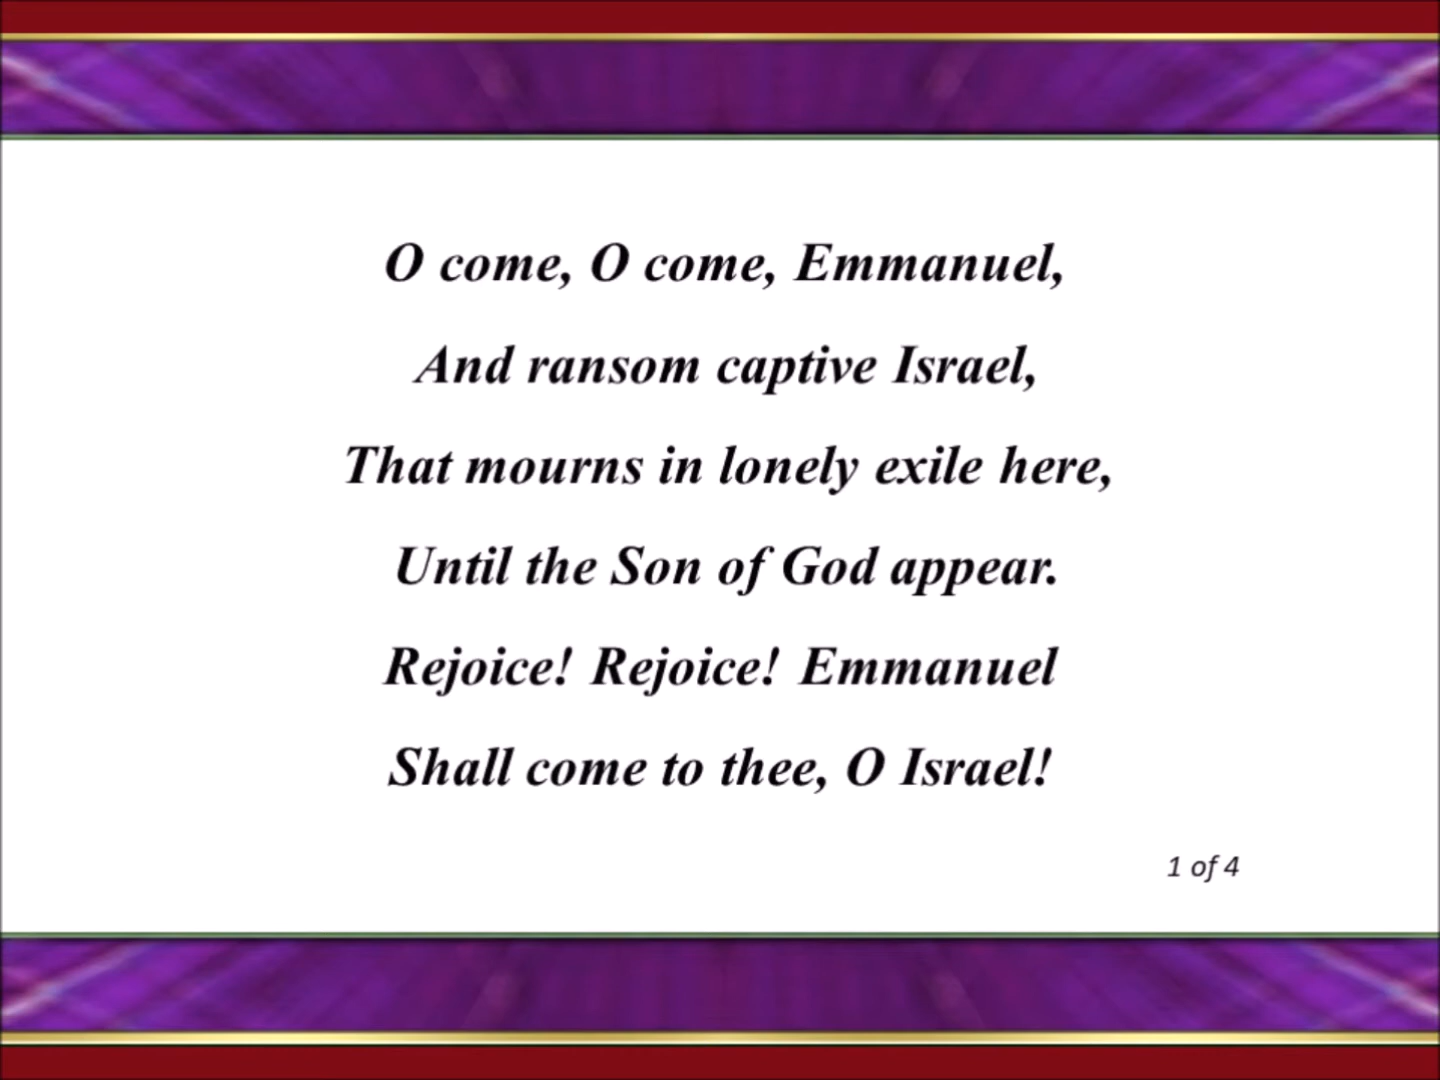 O come, O come, Emmanuel,
And ransom captive Israel,
That mourns in lonely exile here,
Until the Son of God appear.
Rejoice! Rejoice! Emmanuel
Shall come to thee, O Israel!
1 of 4